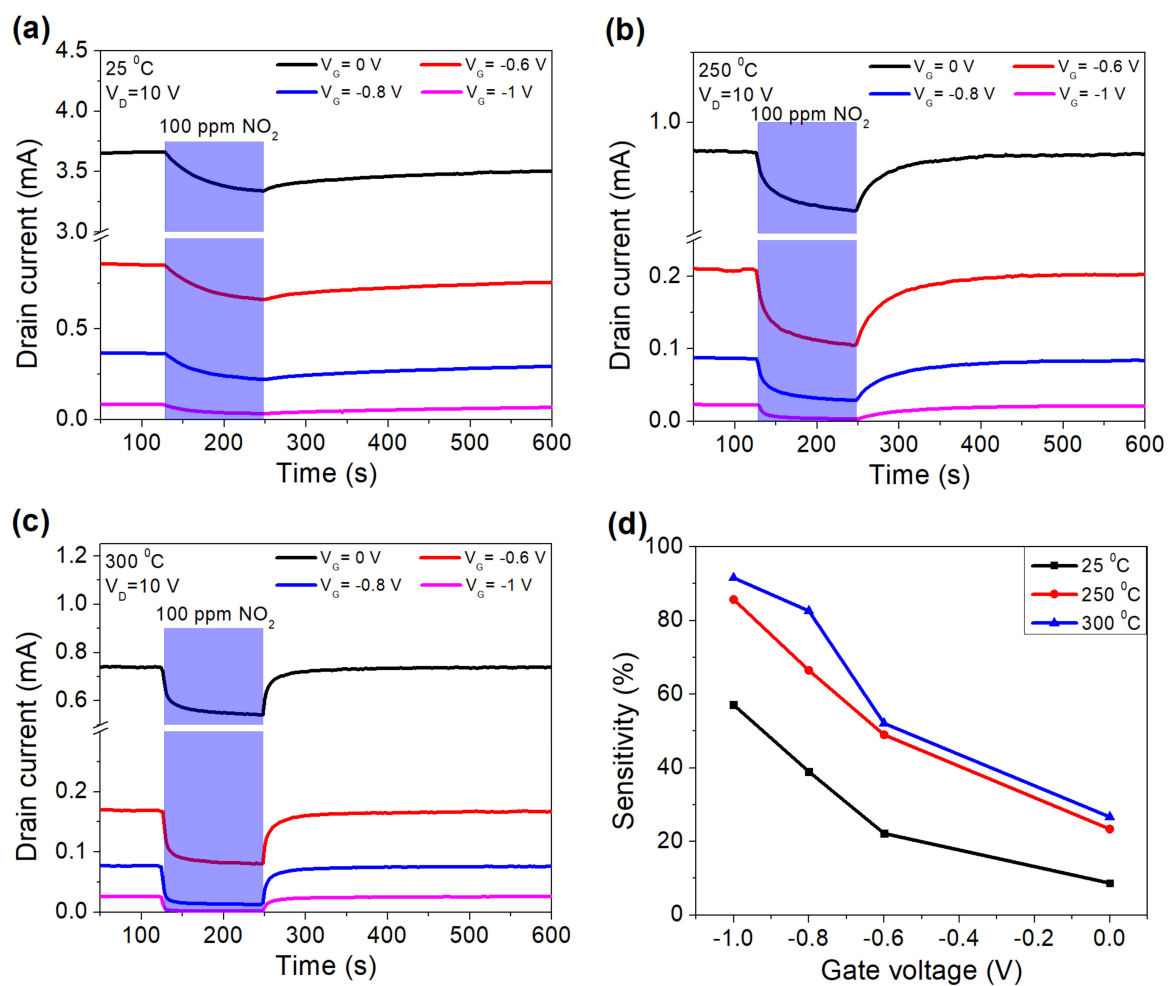 (a)
4.5
4.0
3.5
3.0
0.5
0.0
Drain current (mA)
25 ⁰C
V_D=10 V
V_G= 0 V
V_G= -0.6 V
V_G= -0.8 V
V_G= -1 V
100 ppm NO₂
100 200 300 400 500 600
Time (s)
(b)
1.0
0.2
0.1
0.0
Drain current (mA)
250 ⁰C
V_D=10 V
V_G= 0 V
V_G= -0.6 V
V_G= -0.8 V
V_G= -1 V
100 ppm NO₂
100 200 300 400 500 600
Time (s)
(c)
1.2
1.0
0.8
0.6
0.2
0.1
0.0
Drain current (mA)
300 ⁰C
V_D=10 V
V_G= 0 V
V_G= -0.6 V
V_G= -0.8 V
V_G= -1 V
100 ppm NO₂
100 200 300 400 500 600
Time (s)
(d)
100
80
60
40
20
0
Sensitivity (%)
25 ⁰C
250 ⁰C
300 ⁰C
-1.0 -0.8 -0.6 -0.4 -0.2 0.0
Gate voltage (V)